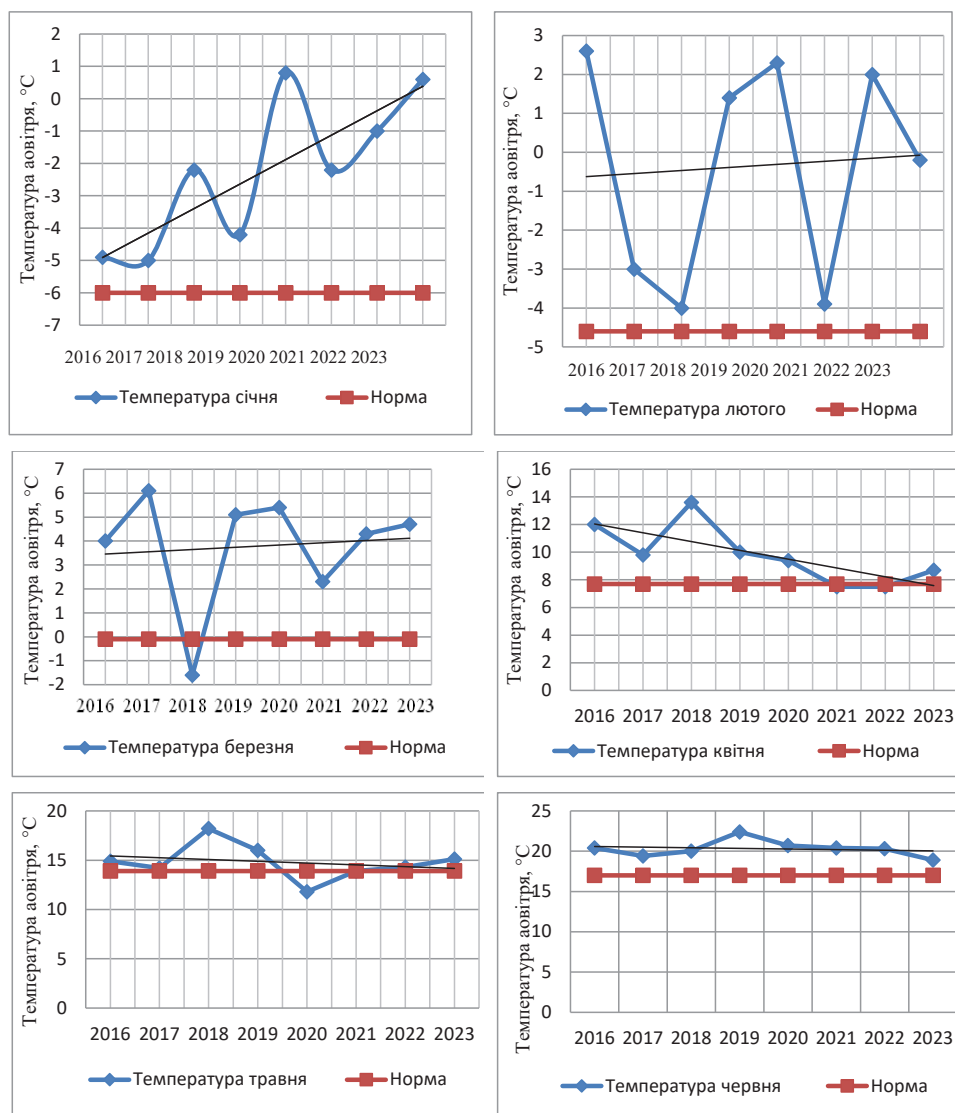 Температура аовітря, °С
2
1
0
-1
-2
-3
-4
-5
-6
-7
2016 2017 2018 2019 2020 2021 2022 2023
Температура січня Норма
Температура аовітря, °С
3
2
1
0
-1
-2
-3
-4
-5
2016 2017 2018 2019 2020 2021 2022 2023
Температура лютого Норма
Температура аовітря, °С
7
6
5
4
3
2
1
0
-1
-2
2016 2017 2018 2019 2020 2021 2022 2023
Температура березня Норма
Температура аовітря, °С
16
14
12
10
8
6
4
2
0
2016 2017 2018 2019 2020 2021 2022 2023
Температура квітня Норма
Температура аовітря, °С
20
15
10
5
0
2016 2017 2018 2019 2020 2021 2022 2023
Температура травня Норма
Температура аовітря, °С
25
20
15
10
5
0
2016 2017 2018 2019 2020 2021 2022 2023
Температура червня Норма